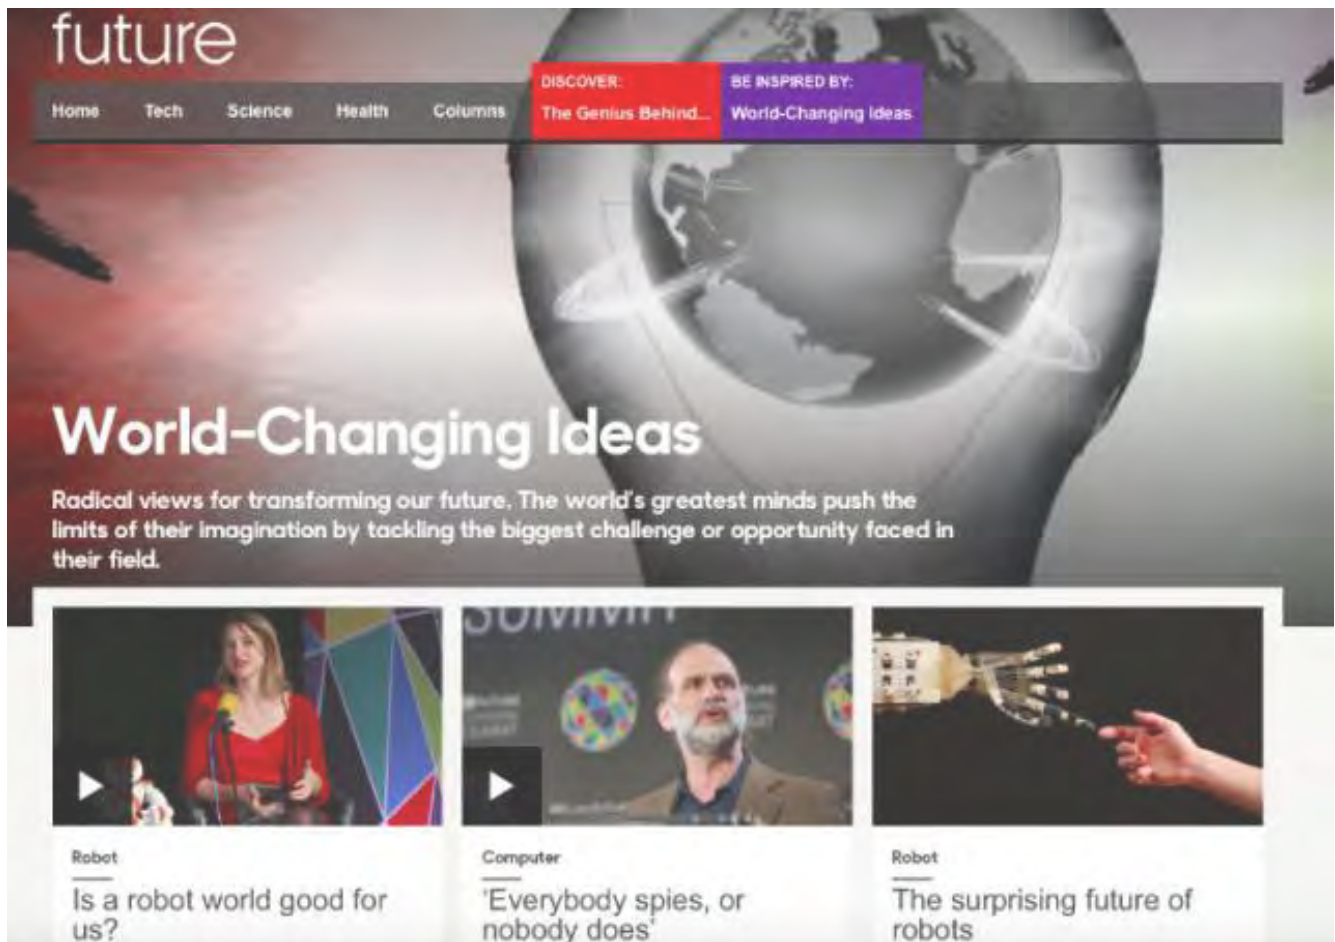 future
DISCOVER:
BE INSPIRED BY:
Home
Tech
Science
Health
Columns
The Genius Behind...
World-Changing Ideas
World-Changing Ideas
Radical views for transforming our future. The world's greatest minds push the
limits of their imagination by tackling the biggest challenge or opportunity faced in
their field.
SUMMIT
Robot
Is a robot world good for
us?
Computer
'Everybody spies, or
nobody does'
Robot
The surprising future of
robots